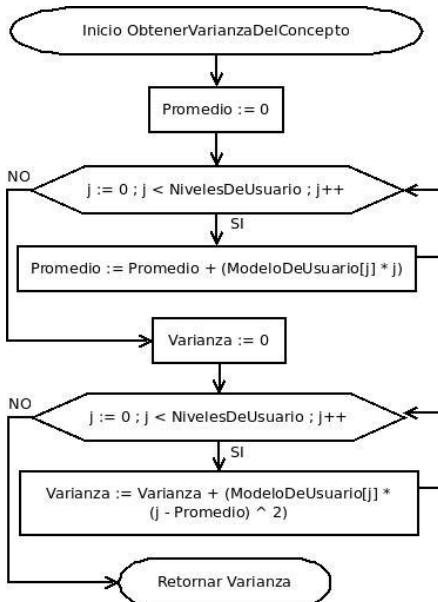 Inicio ObtenerVarianzaDelConcepto
Promedio := 0
NO
j := 0 ; j < NivelesDeUsuario ; j++
SI
Promedio := Promedio + (ModeloDeUsuario[j] * j)
Varianza := 0
NO
j := 0 ; j < NivelesDeUsuario ; j++
SI
Varianza := Varianza + (ModeloDeUsuario[j] *
(j - Promedio) ^ 2)
Retornar Varianza